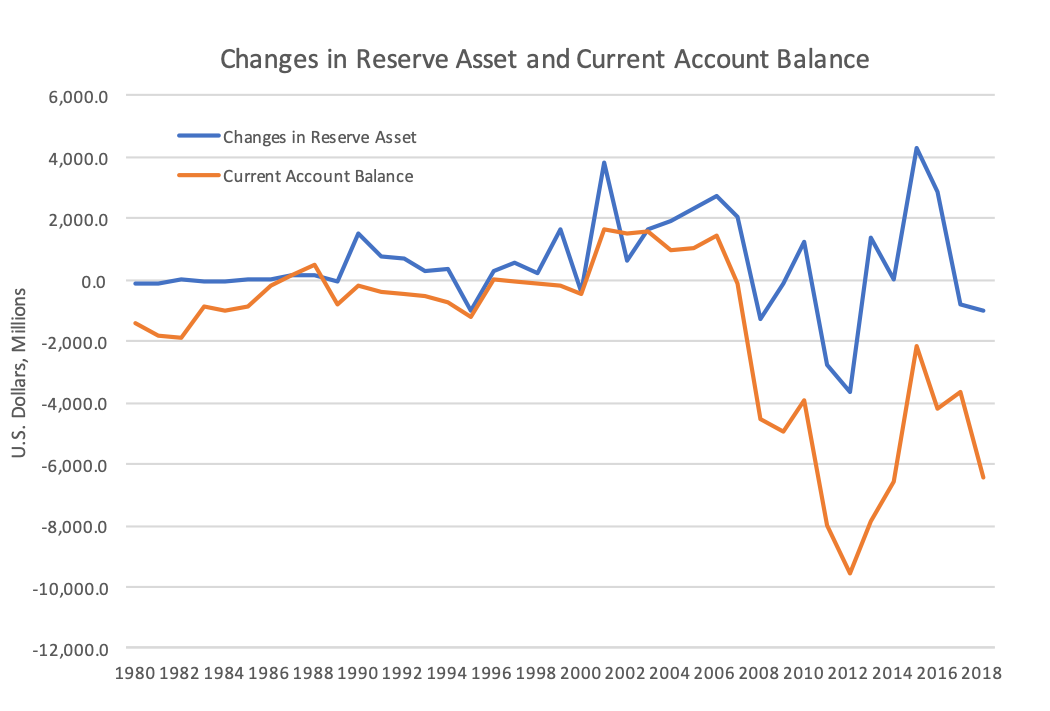 Changes in Reserve Asset and Current Account Balance
6,000.0
Changes in Reserve Asset
4,000.0
Current Account Balance
2,000.0
0.0
-2,000.0
-4,000.0
-6,000.0
-8,000.0
-10,000.0
-12,000.0
U.S. Dollars, Millions
1980 1982 1984 1986 1988 1990 1992 1994 1996 1998 2000 2002 2004 2006 2008 2010 2012 2014 2016 2018